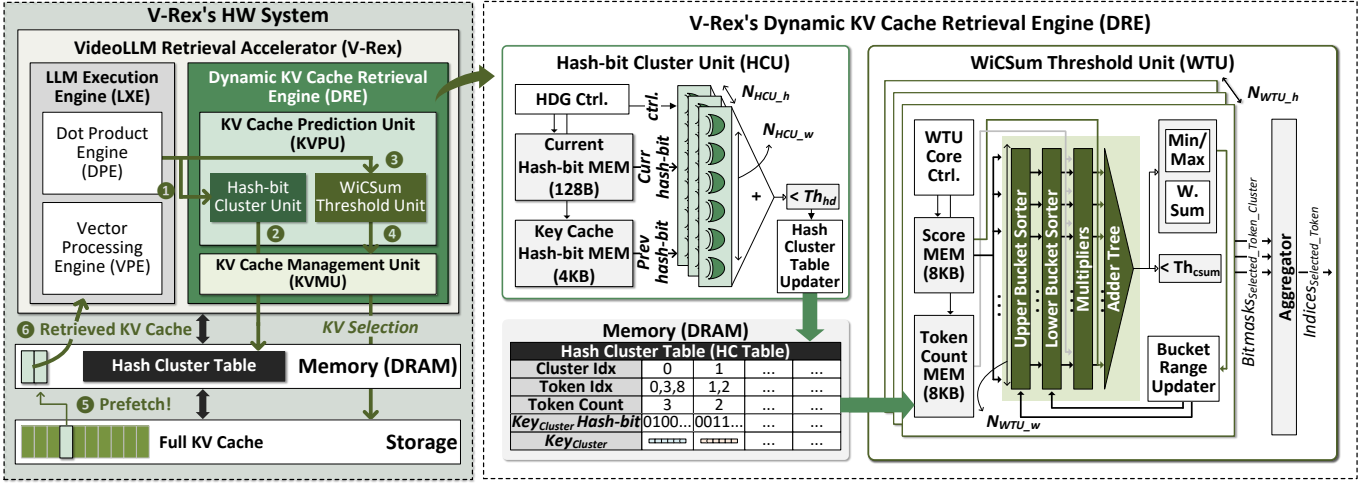 V-Rex's HW System
VideoLLM Retrieval Accelerator (V-Rex)
LLM Execution
Engine (LXE)
Dot Product
Engine
(DPE)
Vector
Processing
Engine (VPE)
Dynamic KV Cache Retrieval
Engine (DRE)
KV Cache Prediction Unit
(KVPU)
1
3
Hash-bit
Cluster Unit
WiCSum
Threshold Unit
2
4
KV Cache Management Unit
(KVMU)
6 Retrieved KV Cache
KV Selection
Hash Cluster Table
Memory (DRAM)
5 Prefetch!
Full KV Cache
Storage
V-Rex's Dynamic KV Cache Retrieval Engine (DRE)
Hash-bit Cluster Unit (HCU)
HDG Ctrl.
ctrl.
Current
Hash-bit MEM
(128B)
Curr
hash-bit
Key Cache
Hash-bit MEM
(4KB)
Prev
hash-bit
N_HCU_h
N_HCU_w
+
< Th_hd
Hash
Cluster
Table
Updater
Memory (DRAM)
Hash Cluster Table (HC Table)
Cluster Idx 0 1 ... ...
Token Idx 0,3,8 1,2 ... ...
Token Count 3 2 ... ...
Key_Cluster Hash-bit 0100... 0011... ... ...
Key_Cluster ... ...
WiCSum Threshold Unit (WTU)
N_WTU_h
WTU
Core
Ctrl.
Score
MEM
(8KB)
Token
Count
MEM
(8KB)
Upper Bucket Sorter
Lower Bucket Sorter
Multipliers
Adder Tree
N_WTU_w
Min/
Max
W.
Sum
< Th_csum
Bucket
Range
Updater
Bitmasks_Selected_Token_Cluster
Aggregator
Indices_Selected_Token